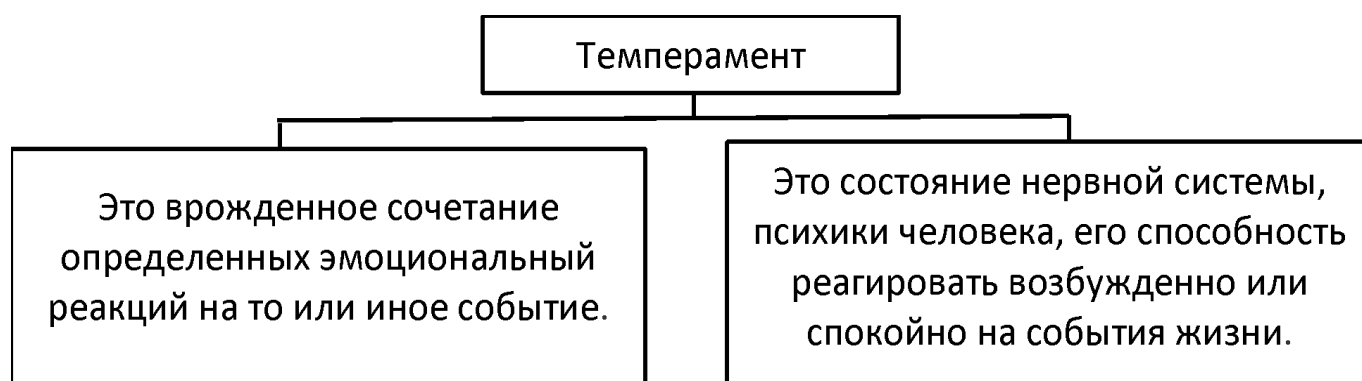 Темперамент
Это врожденное сочетание
определенных эмоциональный
реакций на то или иное событие.
Это состояние нервной системы,
психики человека, его способность
реагировать возбужденно или
спокойно на события жизни.